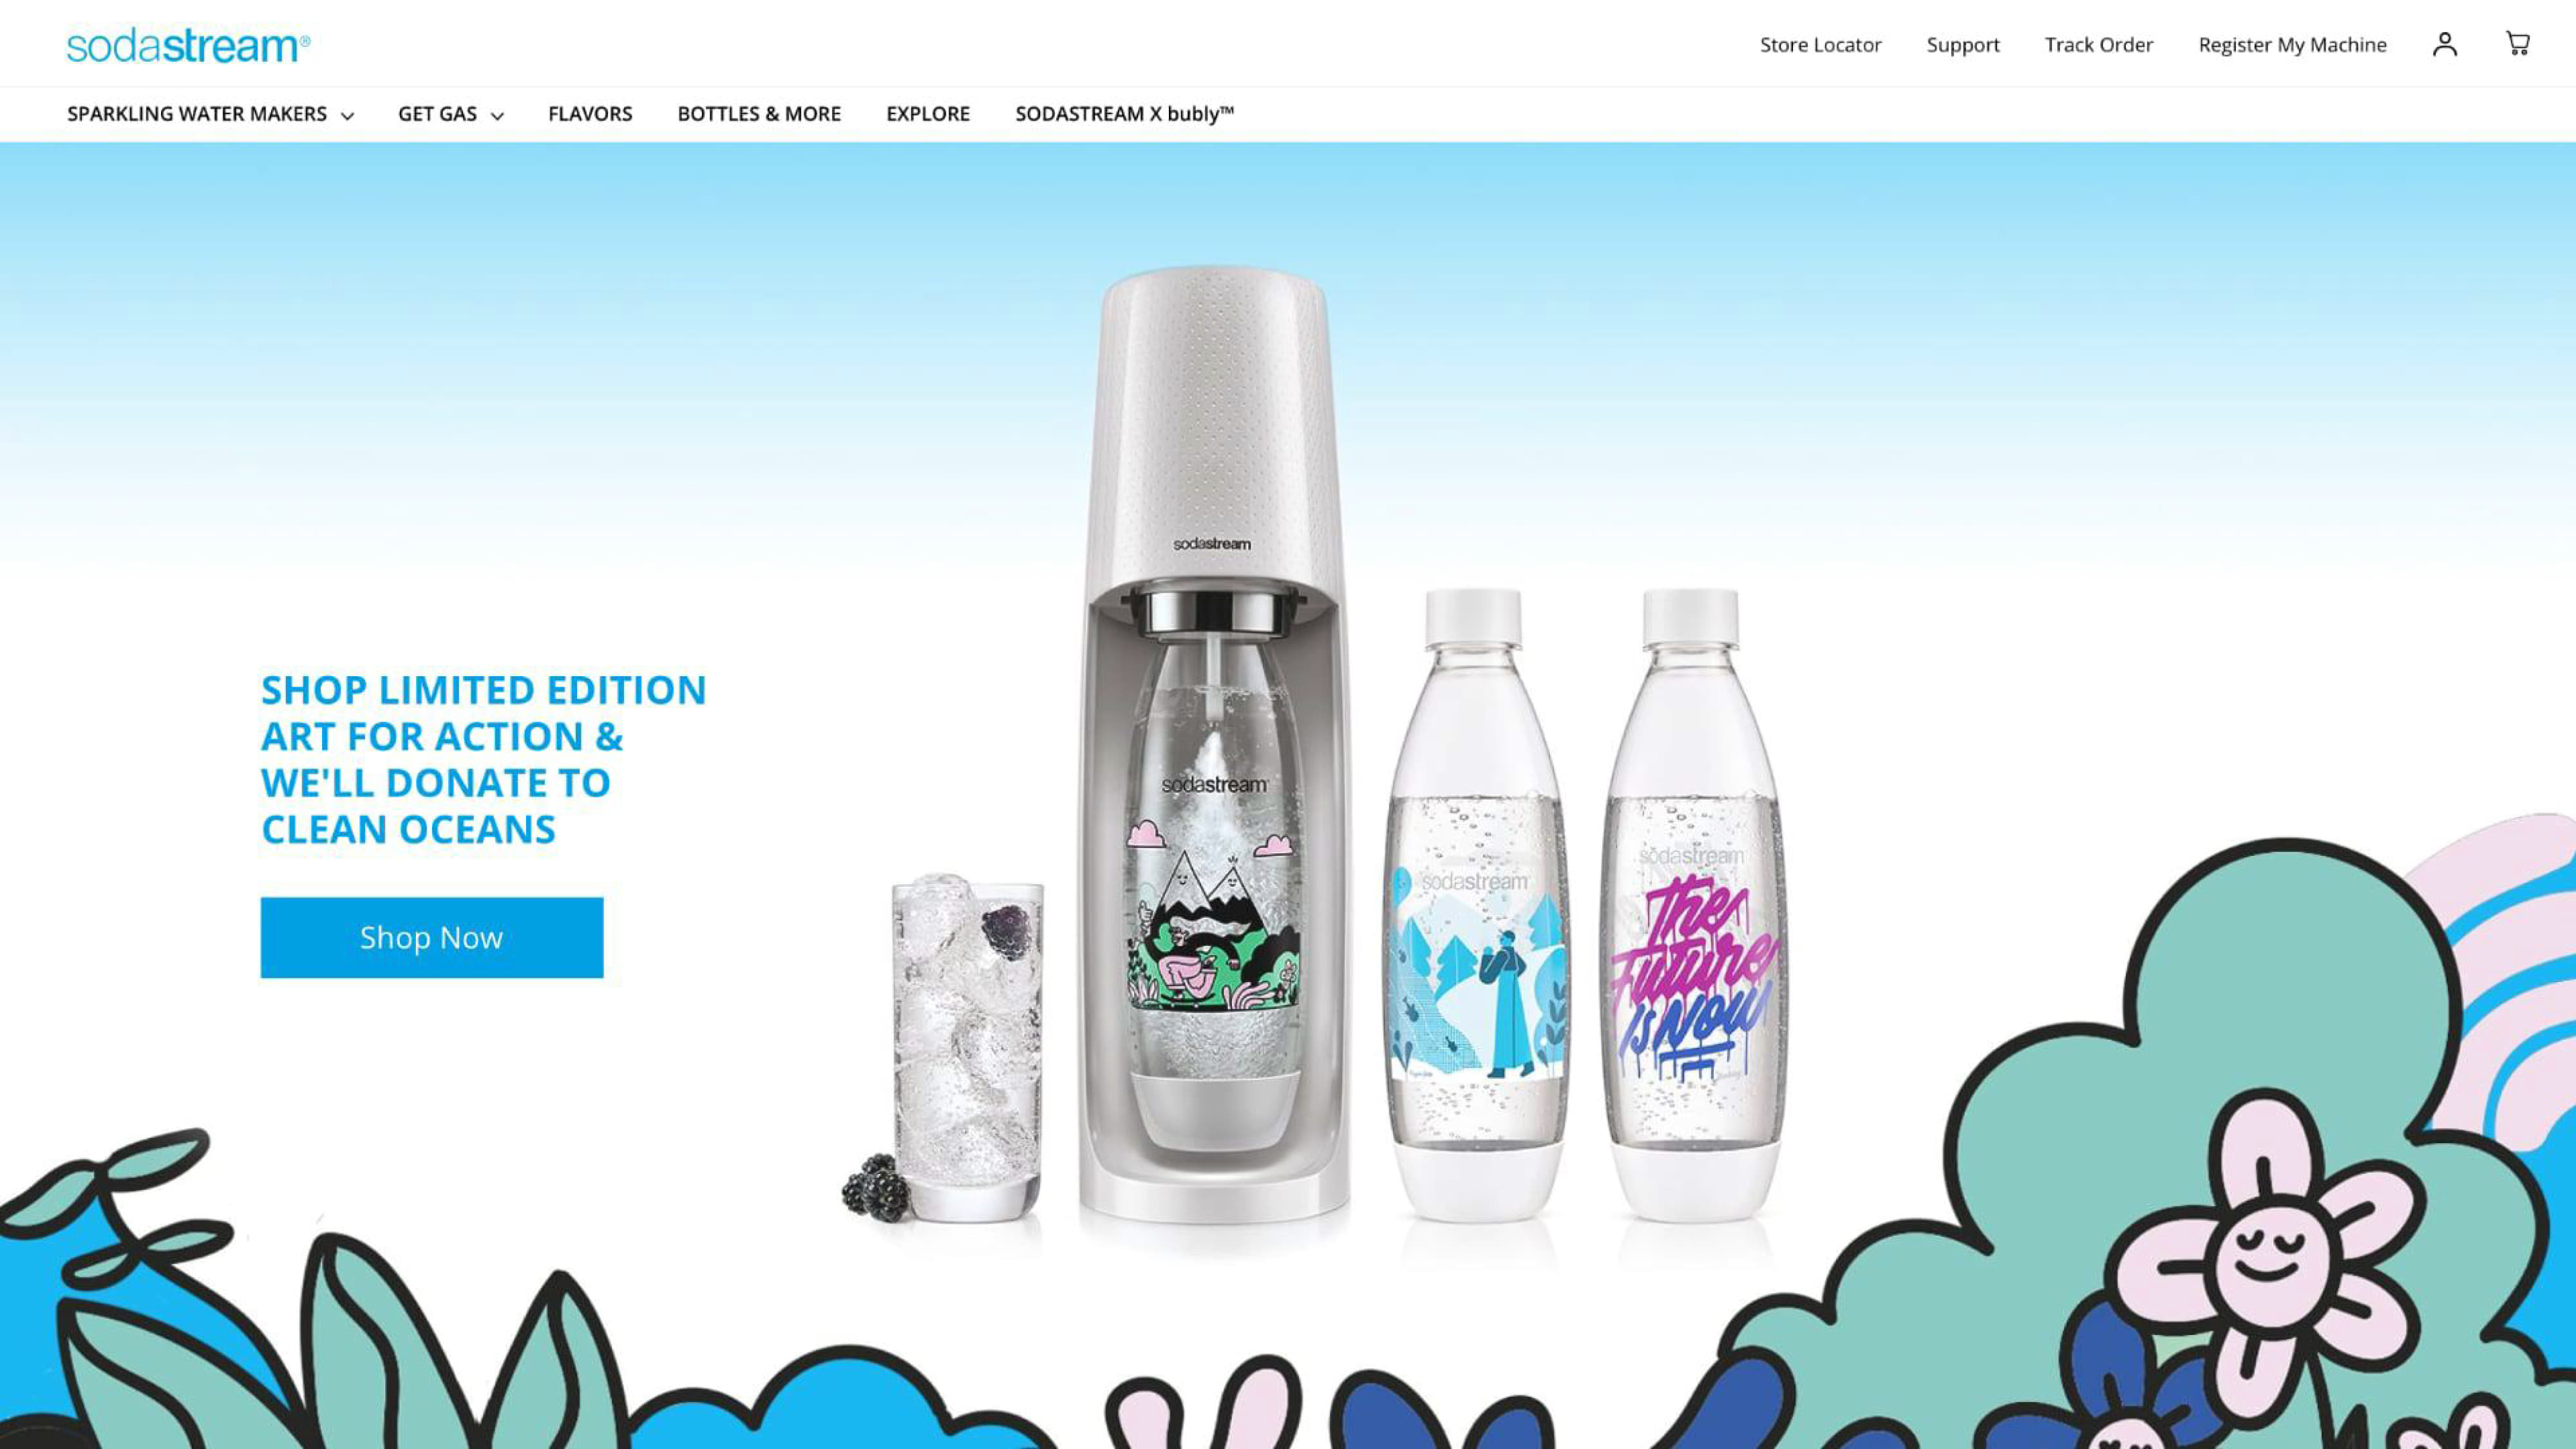 sodastream®
Store Locator
Support
Track Order
Register My Machine
SPARKLING WATER MAKERS
GET GAS
FLAVORS
BOTTLES & MORE
EXPLORE
SODASTREAM X bubly™
SHOP LIMITED EDITION
ART FOR ACTION &
WE'LL DONATE TO
CLEAN OCEANS
Shop Now
sodastream
sodastream
sodastream
sodastream
The
Future
is Now